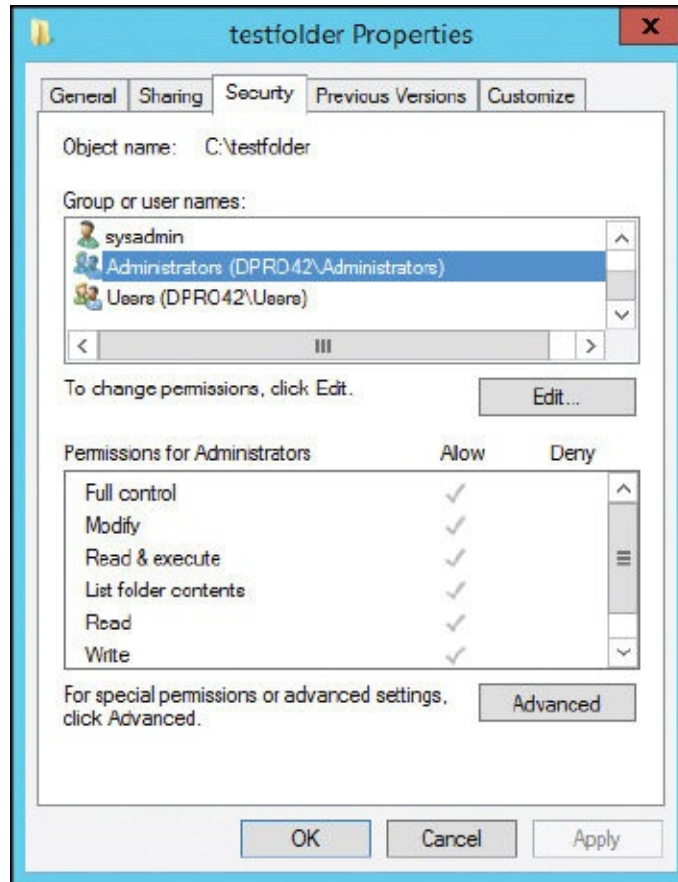 testfolder Properties
x
General Sharing Security Previous Versions Customize
Object name: C:\testfolder
Group or user names:
sysadmin
Administrators (DPRO42\Administrators)
Users (DPRO42\Users)
To change permissions, click Edit.
Edit...
Permissions for Administrators Allow Deny
Full control
Modify
Read & execute
List folder contents
Read
Write
For special permissions or advanced settings,
click Advanced.
Advanced
OK Cancel Apply